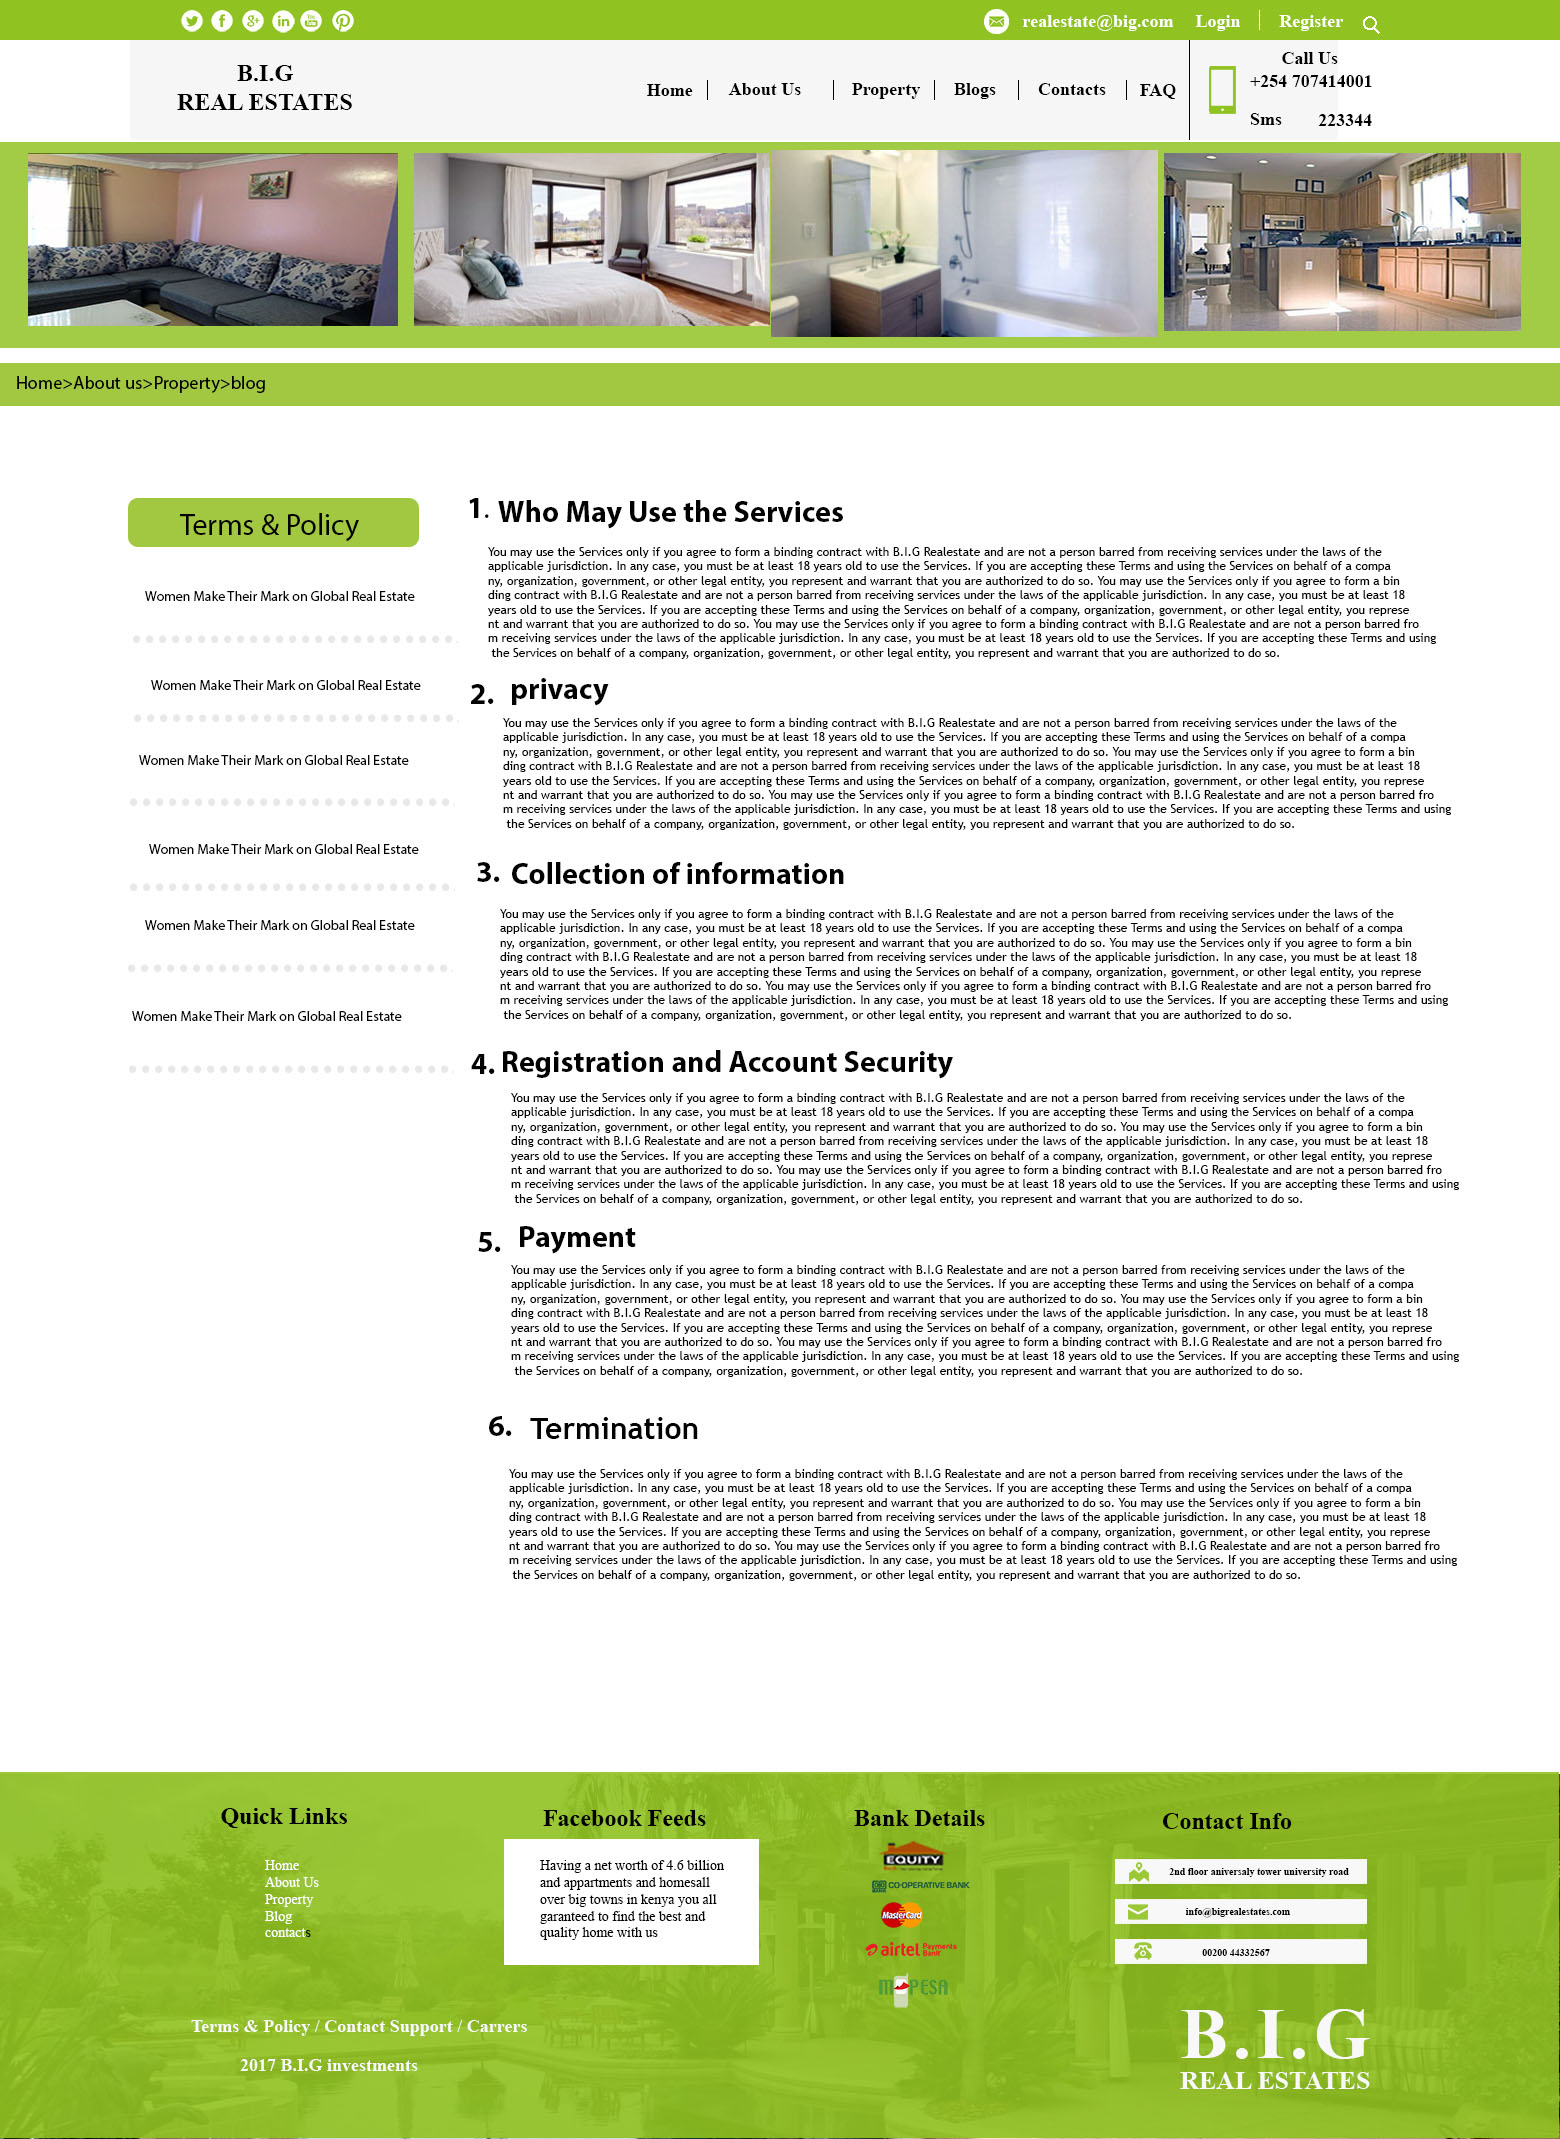 realestate@big.com Login Register
B.I.G
REAL ESTATES
Home About Us Property Blogs Contacts FAQ
Call Us
+254 707414001
Sms 223344
Home>About us>Property>blog
Terms & Policy
Women Make Their Mark on Global Real Estate
Women Make Their Mark on Global Real Estate
Women Make Their Mark on Global Real Estate
Women Make Their Mark on Global Real Estate
Women Make Their Mark on Global Real Estate
Women Make Their Mark on Global Real Estate
1. Who May Use the Services
You may use the Services only if you agree to form a binding contract with B.I.G Realestate and are not a person barred from receiving services under the laws of the
applicable jurisdiction. In any case, you must be at least 18 years old to use the Services. If you are accepting these Terms and using the Services on behalf of a compa
ny, organization, government, or other legal entity, you represent and warrant that you are authorized to do so. You may use the Services only if you agree to form a bin
ding contract with B.I.G Realestate and are not a person barred from receiving services under the laws of the applicable jurisdiction. In any case, you must be at least 18
years old to use the Services. If you are accepting these Terms and using the Services on behalf of a company, organization, government, or other legal entity, you represe
nt and warrant that you are authorized to do so. You may use the Services only if you agree to form a binding contract with B.I.G Realestate and are not a person barred fro
m receiving services under the laws of the applicable jurisdiction. In any case, you must be at least 18 years old to use the Services. If you are accepting these Terms and using
the Services on behalf of a company, organization, government, or other legal entity, you represent and warrant that you are authorized to do so.
2. privacy
You may use the Services only if you agree to form a binding contract with B.I.G Realestate and are not a person barred from receiving services under the laws of the
applicable jurisdiction. In any case, you must be at least 18 years old to use the Services. If you are accepting these Terms and using the Services on behalf of a compa
ny, organization, government, or other legal entity, you represent and warrant that you are authorized to do so. You may use the Services only if you agree to form a bin
ding contract with B.I.G Realestate and are not a person barred from receiving services under the laws of the applicable jurisdiction. In any case, you must be at least 18
years old to use the Services. If you are accepting these Terms and using the Services on behalf of a company, organization, government, or other legal entity, you represe
nt and warrant that you are authorized to do so. You may use the Services only if you agree to form a binding contract with B.I.G Realestate and are not a person barred fro
m receiving services under the laws of the applicable jurisdiction. In any case, you must be at least 18 years old to use the Services. If you are accepting these Terms and using
the Services on behalf of a company, organization, government, or other legal entity, you represent and warrant that you are authorized to do so.
3. Collection of information
You may use the Services only if you agree to form a binding contract with B.I.G Realestate and are not a person barred from receiving services under the laws of the
applicable jurisdiction. In any case, you must be at least 18 years old to use the Services. If you are accepting these Terms and using the Services on behalf of a compa
ny, organization, government, or other legal entity, you represent and warrant that you are authorized to do so. You may use the Services only if you agree to form a bin
ding contract with B.I.G Realestate and are not a person barred from receiving services under the laws of the applicable jurisdiction. In any case, you must be at least 18
years old to use the Services. If you are accepting these Terms and using the Services on behalf of a company, organization, government, or other legal entity, you represe
nt and warrant that you are authorized to do so. You may use the Services only if you agree to form a binding contract with B.I.G Realestate and are not a person barred fro
m receiving services under the laws of the applicable jurisdiction. In any case, you must be at least 18 years old to use the Services. If you are accepting these Terms and using
the Services on behalf of a company, organization, government, or other legal entity, you represent and warrant that you are authorized to do so.
4. Registration and Account Security
You may use the Services only if you agree to form a binding contract with B.I.G Realestate and are not a person barred from receiving services under the laws of the
applicable jurisdiction. In any case, you must be at least 18 years old to use the Services. If you are accepting these Terms and using the Services on behalf of a compa
ny, organization, government, or other legal entity, you represent and warrant that you are authorized to do so. You may use the Services only if you agree to form a bin
ding contract with B.I.G Realestate and are not a person barred from receiving services under the laws of the applicable jurisdiction. In any case, you must be at least 18
years old to use the Services. If you are accepting these Terms and using the Services on behalf of a company, organization, government, or other legal entity, you represe
nt and warrant that you are authorized to do so. You may use the Services only if you agree to form a binding contract with B.I.G Realestate and are not a person barred fro
m receiving services under the laws of the applicable jurisdiction. In any case, you must be at least 18 years old to use the Services. If you are accepting these Terms and using
the Services on behalf of a company, organization, government, or other legal entity, you represent and warrant that you are authorized to do so.
5. Payment
You may use the Services only if you agree to form a binding contract with B.I.G Realestate and are not a person barred from receiving services under the laws of the
applicable jurisdiction. In any case, you must be at least 18 years old to use the Services. If you are accepting these Terms and using the Services on behalf of a compa
ny, organization, government, or other legal entity, you represent and warrant that you are authorized to do so. You may use the Services only if you agree to form a bin
ding contract with B.I.G Realestate and are not a person barred from receiving services under the laws of the applicable jurisdiction. In any case, you must be at least 18
years old to use the Services. If you are accepting these Terms and using the Services on behalf of a company, organization, government, or other legal entity, you represe
nt and warrant that you are authorized to do so. You may use the Services only if you agree to form a binding contract with B.I.G Realestate and are not a person barred fro
m receiving services under the laws of the applicable jurisdiction. In any case, you must be at least 18 years old to use the Services. If you are accepting these Terms and using
the Services on behalf of a company, organization, government, or other legal entity, you represent and warrant that you are authorized to do so.
6. Termination
You may use the Services only if you agree to form a binding contract with B.I.G Realestate and are not a person barred from receiving services under the laws of the
applicable jurisdiction. In any case, you must be at least 18 years old to use the Services. If you are accepting these Terms and using the Services on behalf of a compa
ny, organization, government, or other legal entity, you represent and warrant that you are authorized to do so. You may use the Services only if you agree to form a bin
ding contract with B.I.G Realestate and are not a person barred from receiving services under the laws of the applicable jurisdiction. In any case, you must be at least 18
years old to use the Services. If you are accepting these Terms and using the Services on behalf of a company, organization, government, or other legal entity, you represe
nt and warrant that you are authorized to do so. You may use the Services only if you agree to form a binding contract with B.I.G Realestate and are not a person barred fro
m receiving services under the laws of the applicable jurisdiction. In any case, you must be at least 18 years old to use the Services. If you are accepting these Terms and using
the Services on behalf of a company, organization, government, or other legal entity, you represent and warrant that you are authorized to do so.
Quick Links
Home
About Us
Property
Blog
contacts
Facebook Feeds
Having a net worth of 4.6 billion
and appartments and homesall
over big towns in kenya you all
garanteed to find the best and
quality home with us
Bank Details
EQUITY
CO-OPERATIVE BANK
MasterCard
airtel Payments Bank
M PESA
Contact Info
2nd floor aniversaly tower university road
info@bigrealestates.com
00200 44332567
Terms & Policy / Contact Support / Carrers
2017 B.I.G investments
B.I.G
REAL ESTATES